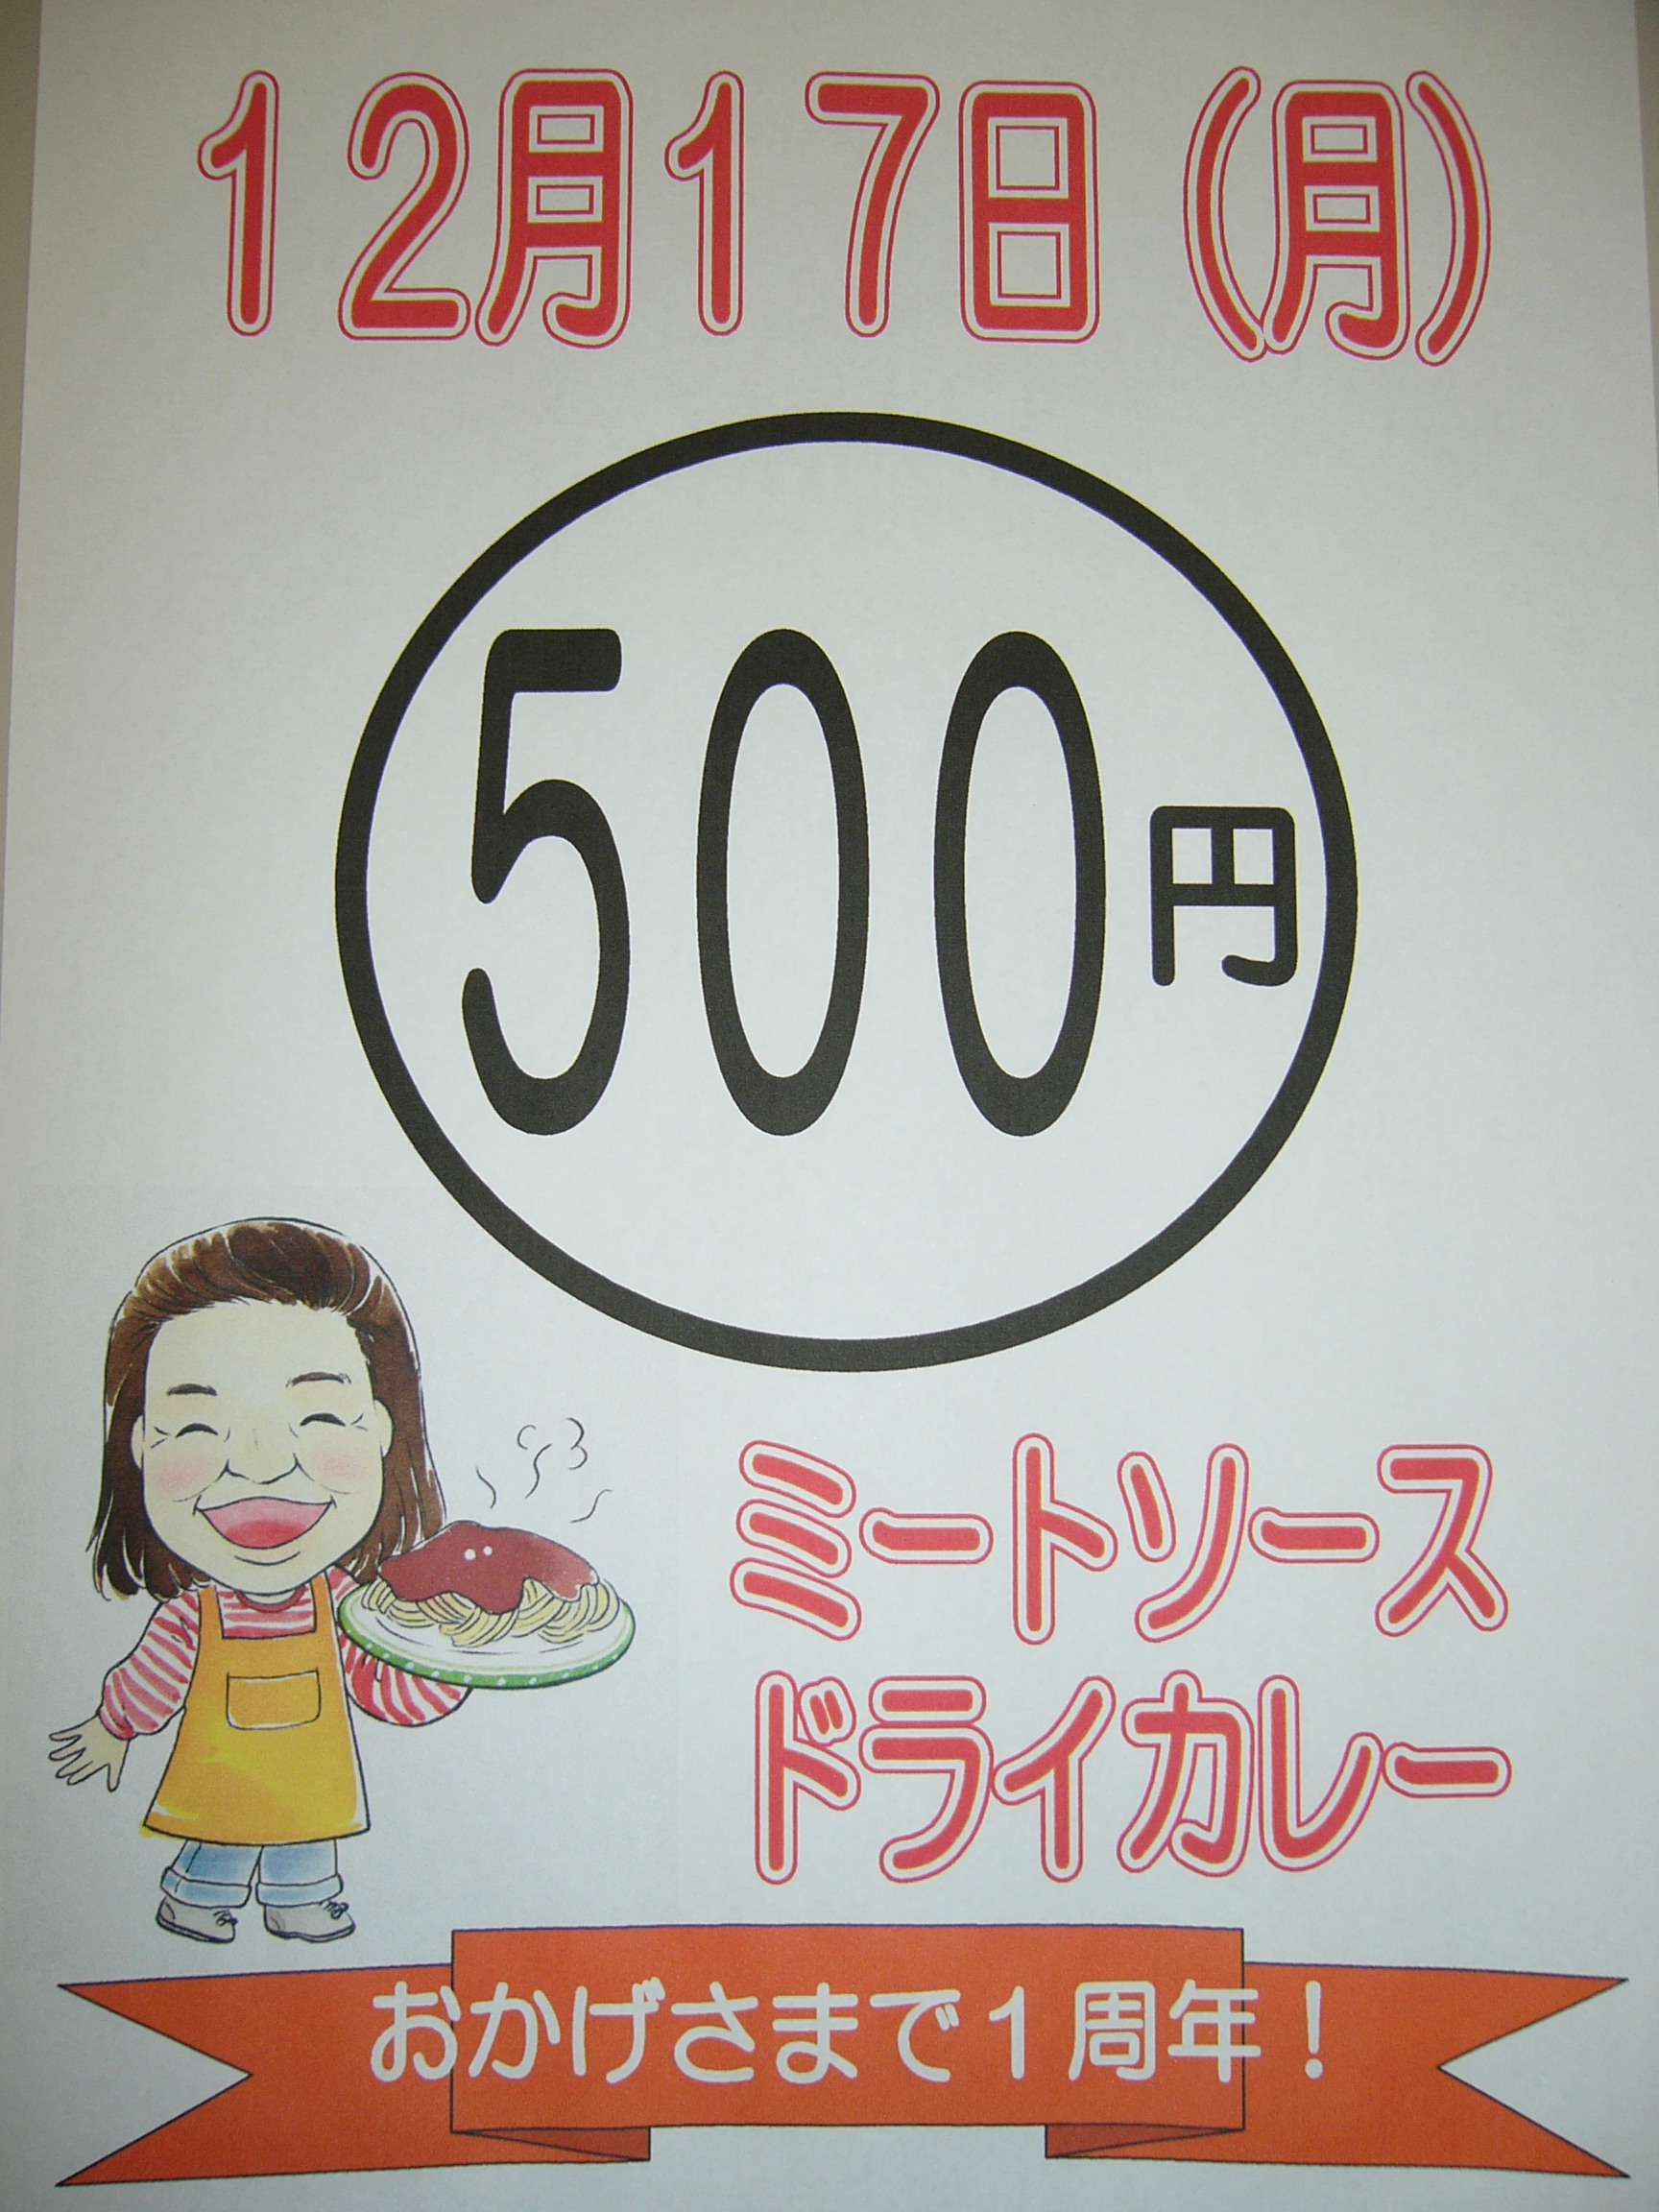 １２月１７日（月）
500円
ミートソース
ドライカレー
おかげさまで１周年！